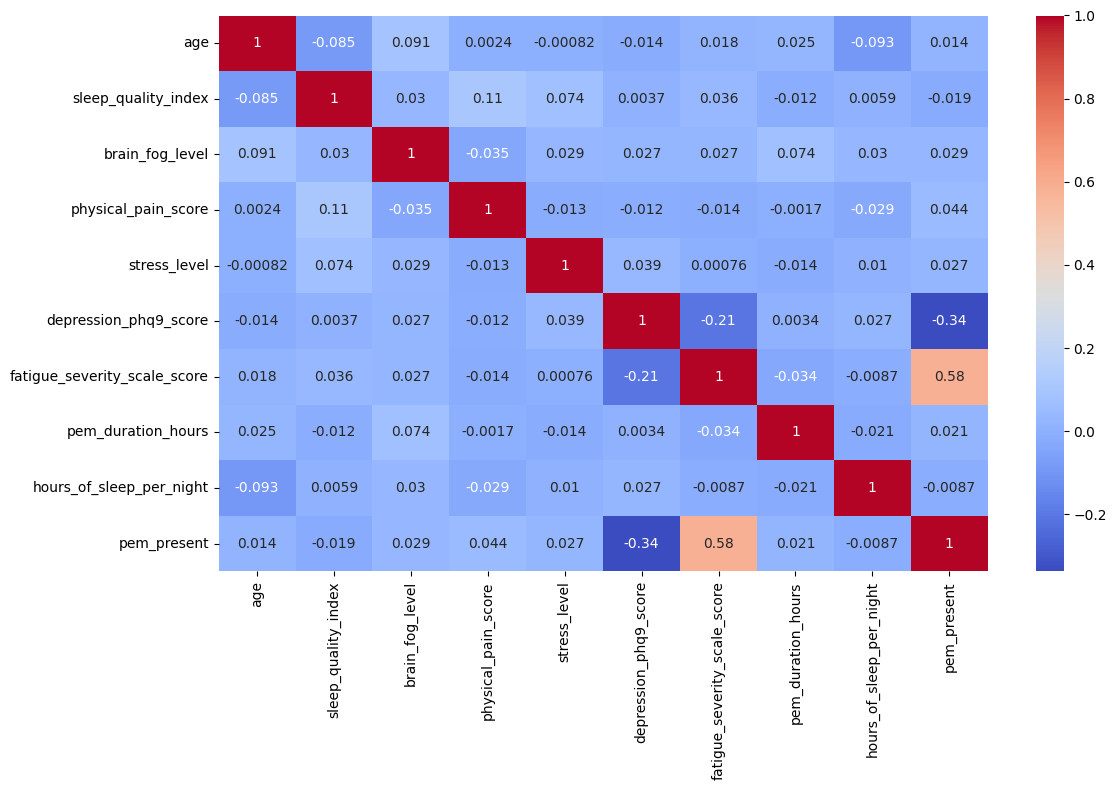 age 1 -0.085 0.091 0.0024 -0.00082 -0.014 0.018 0.025 -0.093 0.014
sleep_quality_index -0.085 1 0.03 0.11 0.074 0.0037 0.036 -0.012 0.0059 -0.019
brain_fog_level 0.091 0.03 1 -0.035 0.029 0.027 0.027 0.074 0.03 0.029
physical_pain_score 0.0024 0.11 -0.035 1 -0.013 -0.012 -0.014 -0.0017 -0.029 0.044
stress_level -0.00082 0.074 0.029 -0.013 1 0.039 0.00076 -0.014 0.01 0.027
depression_phq9_score -0.014 0.0037 0.027 -0.012 0.039 1 -0.21 0.0034 0.027 -0.34
fatigue_severity_scale_score 0.018 0.036 0.027 -0.014 0.00076 -0.21 1 -0.034 -0.0087 0.58
pem_duration_hours 0.025 -0.012 0.074 -0.0017 -0.014 0.0034 -0.034 1 -0.021 0.021
hours_of_sleep_per_night -0.093 0.0059 0.03 -0.029 0.01 0.027 -0.0087 -0.021 1 -0.0087
pem_present 0.014 -0.019 0.029 0.044 0.027 -0.34 0.58 0.021 -0.0087 1
age
sleep_quality_index
brain_fog_level
physical_pain_score
stress_level
depression_phq9_score
fatigue_severity_scale_score
pem_duration_hours
hours_of_sleep_per_night
pem_present
1.0
0.8
0.6
0.4
0.2
0.0
−0.2